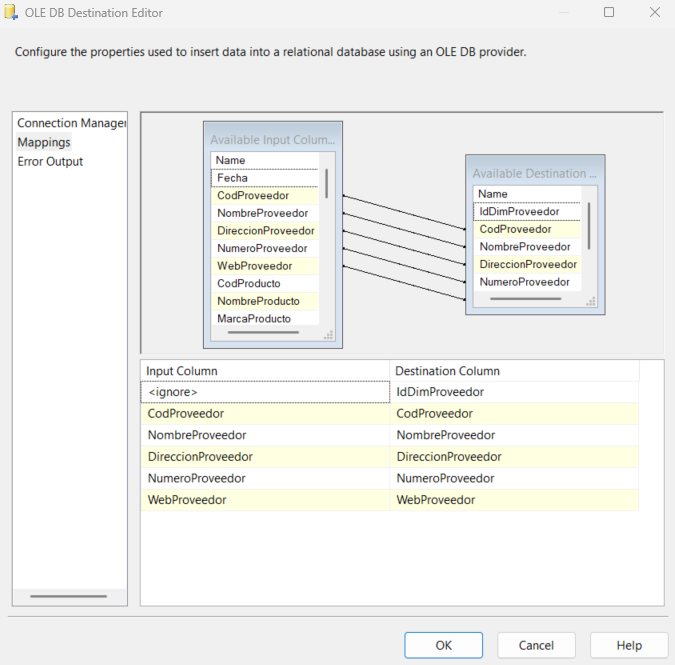 OLE DB Destination Editor
Configure the properties used to insert data into a relational database using an OLE DB provider.
Connection Manager
Mappings
Error Output
Available Input Colum...
Name
Fecha
CodProveedor
NombreProveedor
DireccionProveedor
NumeroProveedor
WebProveedor
CodProducto
NombreProducto
MarcaProducto
Available Destination ...
Name
IdDimProveedor
CodProveedor
NombreProveedor
DireccionProveedor
NumeroProveedor
Input Column Destination Column
<ignore> IdDimProveedor
CodProveedor CodProveedor
NombreProveedor NombreProveedor
DireccionProveedor DireccionProveedor
NumeroProveedor NumeroProveedor
WebProveedor WebProveedor
OK Cancel Help